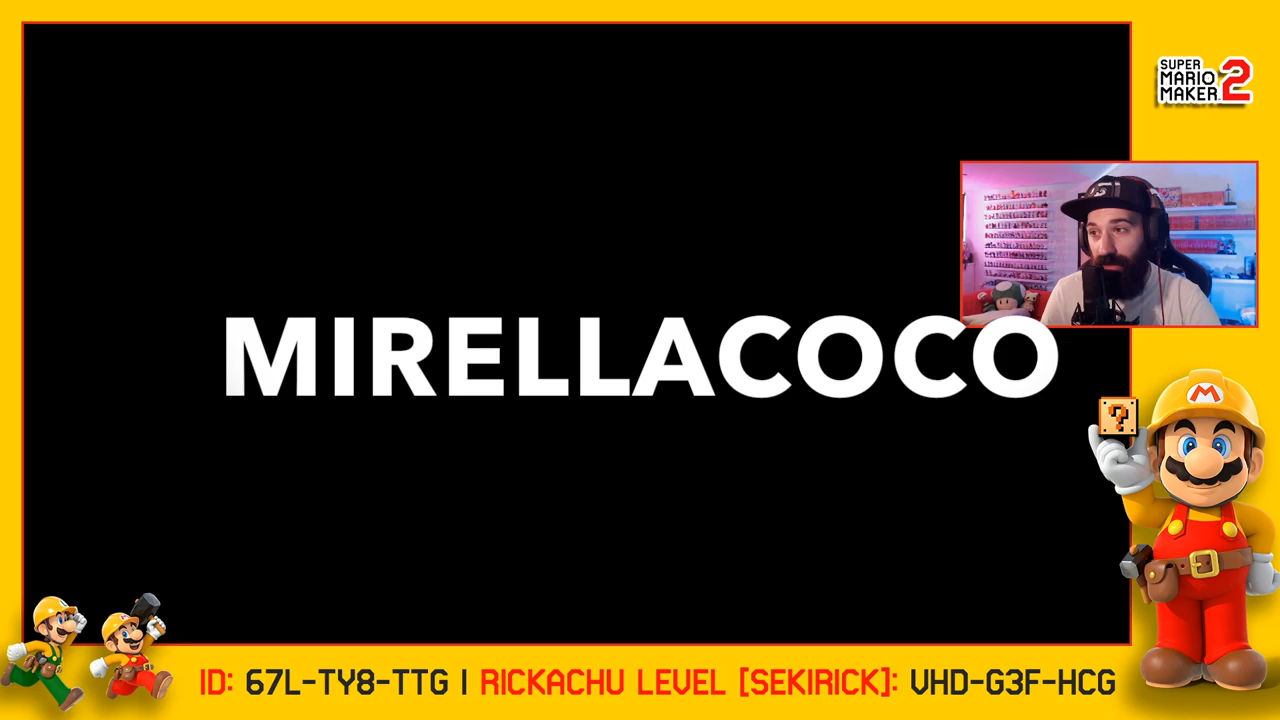 SUPER
MARIO
MAKER 2
MIRELLACOCO
ID: 67L-TY8-TTG | RICKACHU LEVEL [SEKIRICK]: VHD-G3F-HCG